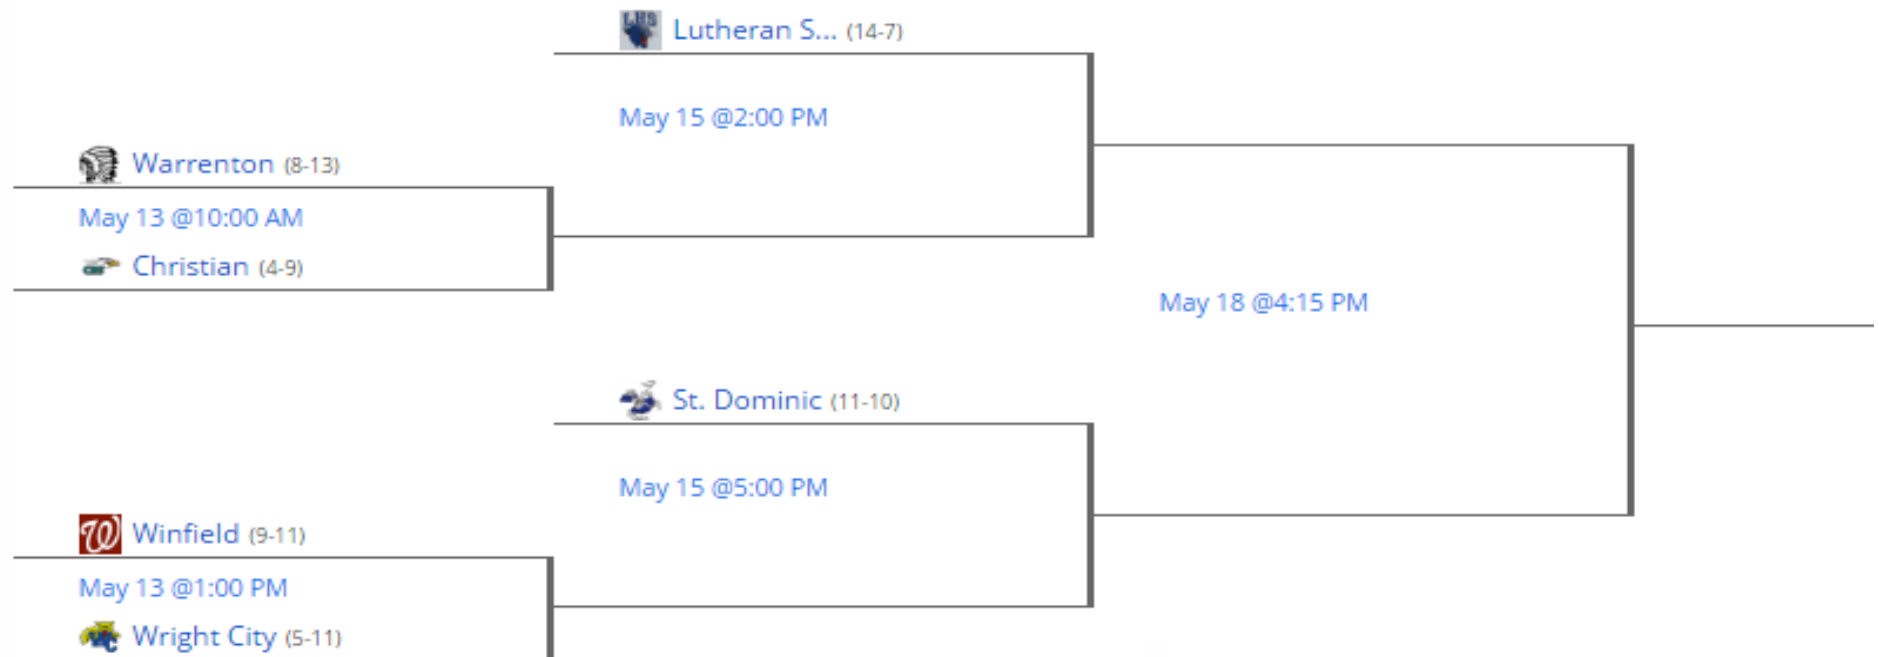 LHS
Lutheran S... (14-7)
May 15 @2:00 PM
Warrenton (8-13)
May 13 @10:00 AM
Christian (4-9)
May 18 @4:15 PM
St. Dominic (11-10)
May 15 @5:00 PM
W
Winfield (9-11)
May 13 @1:00 PM
WC
Wright City (5-11)